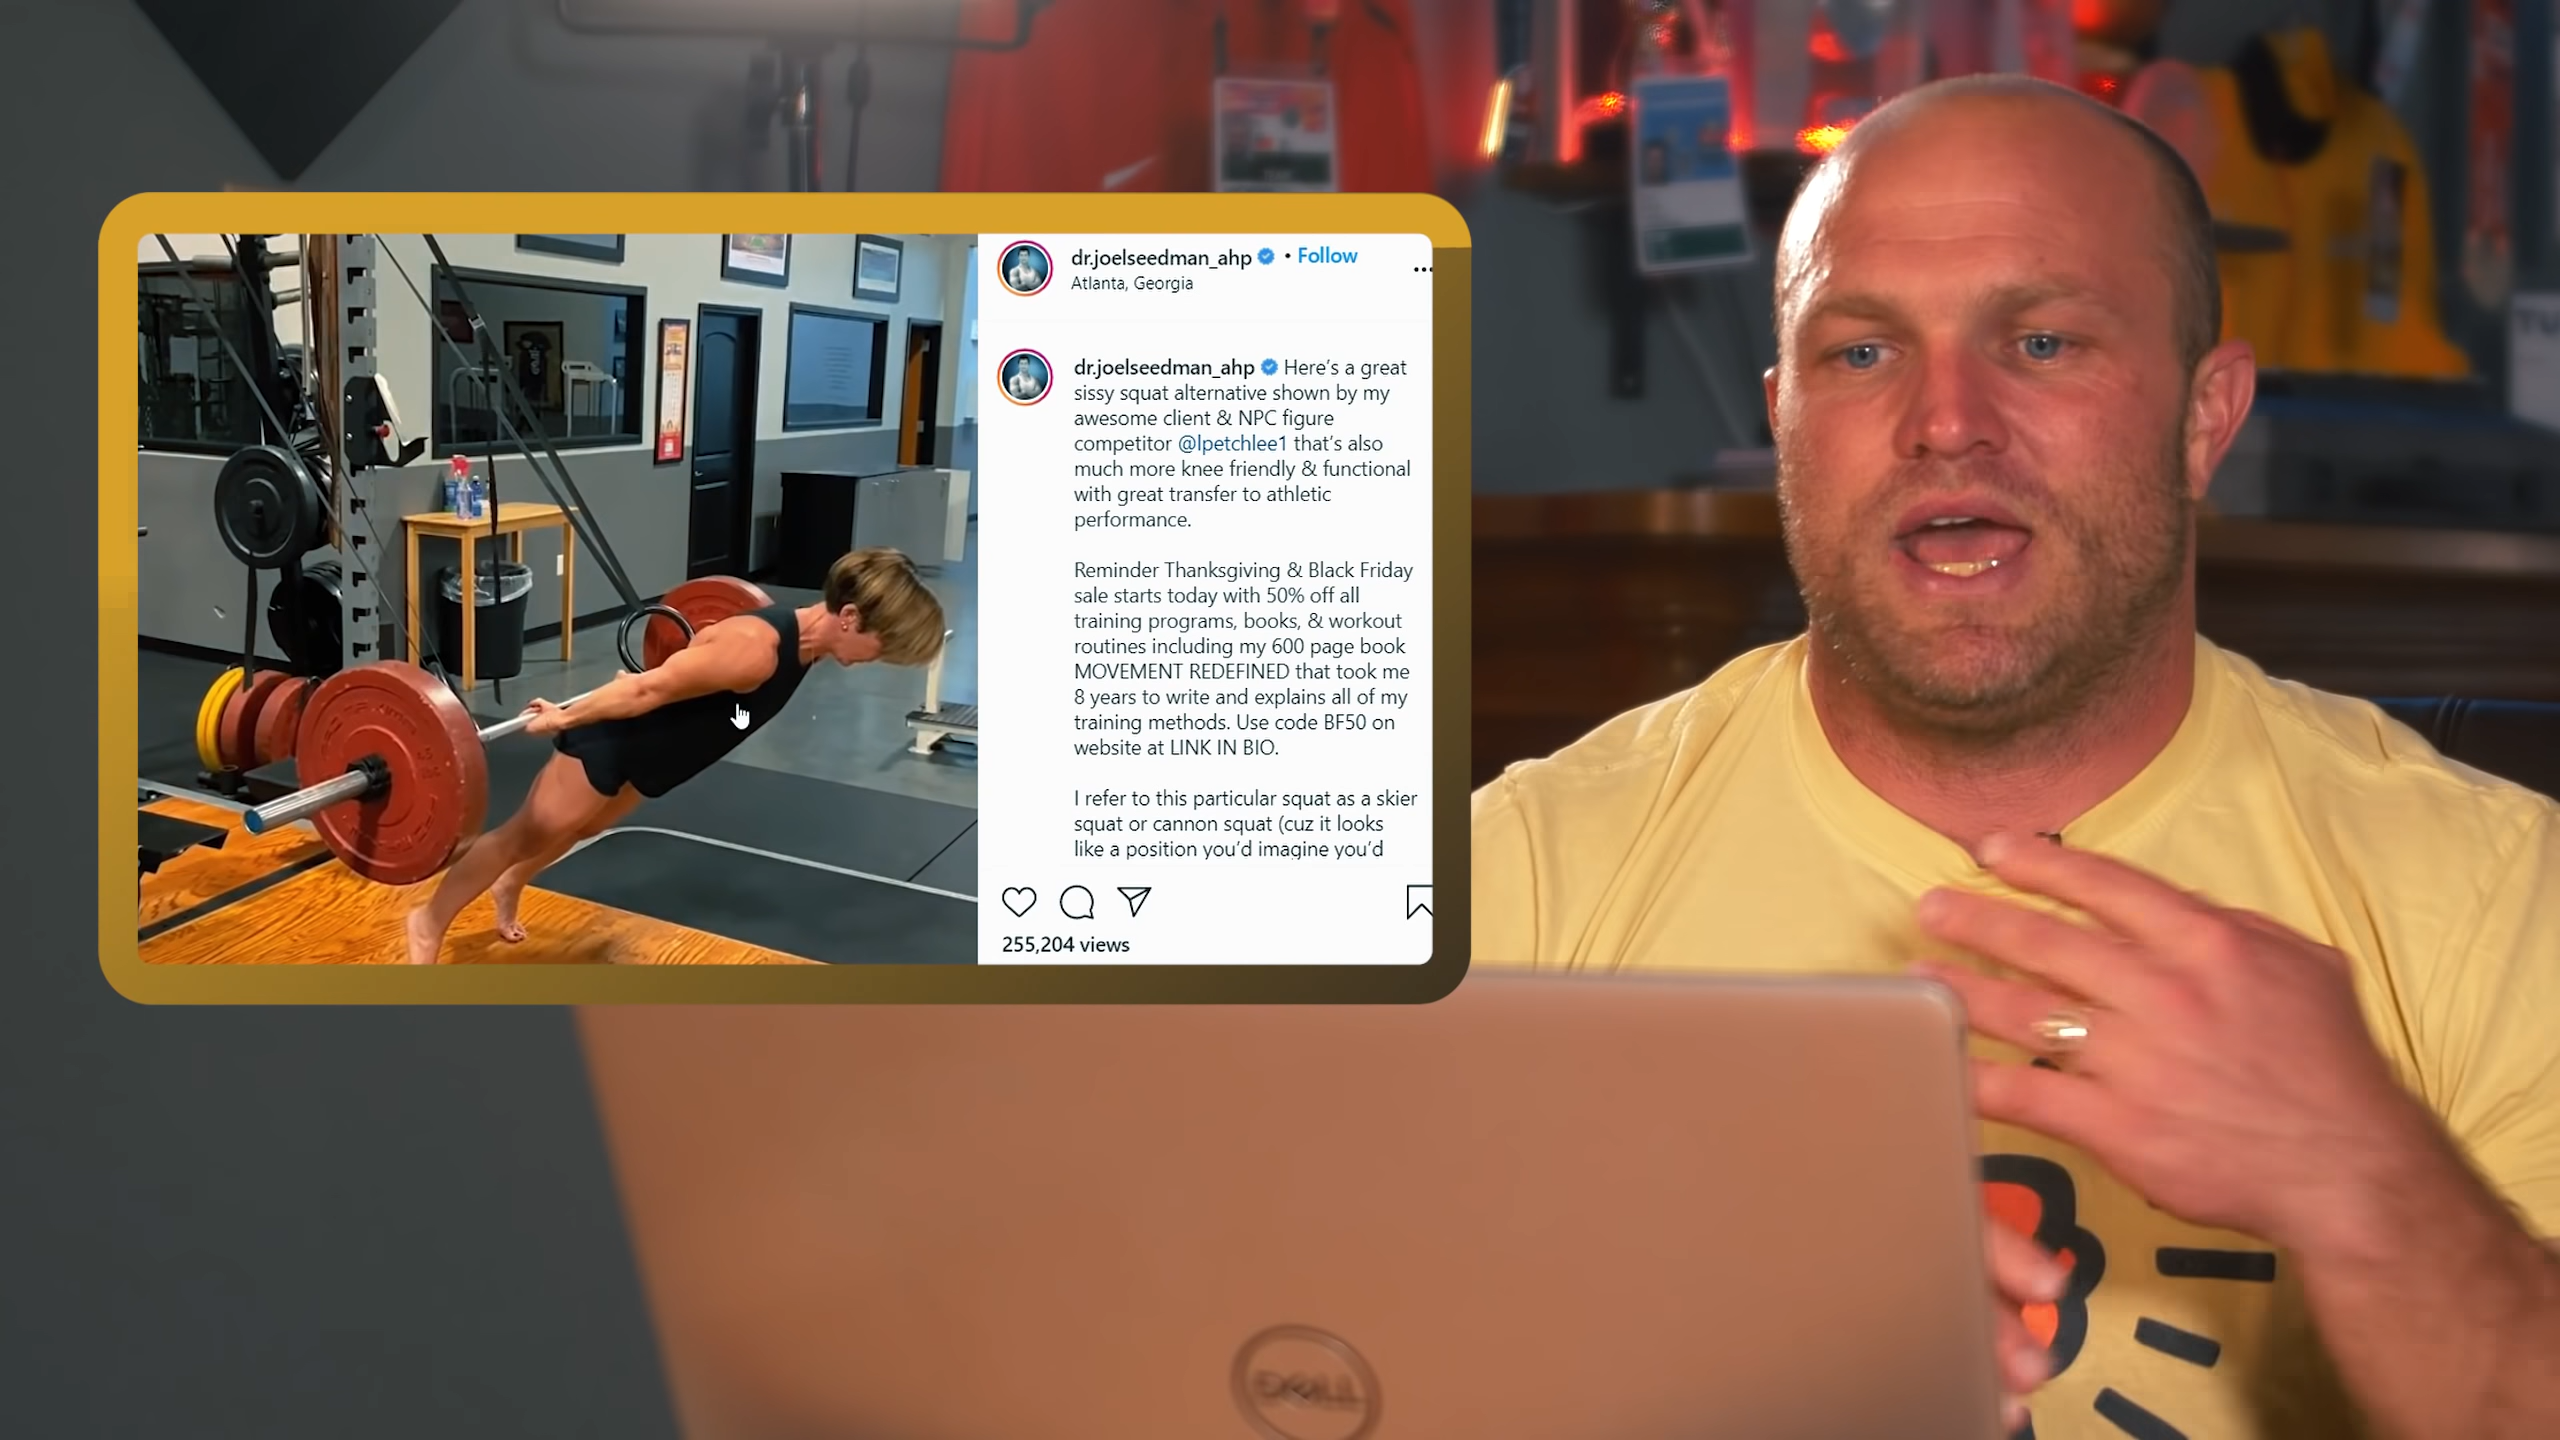 dr.joelseedman_ahp • Follow
Atlanta, Georgia
dr.joelseedman_ahp Here's a great
sissy squat alternative shown by my
awesome client & NPC figure
competitor @lpetchlee1 that's also
much more knee friendly & functional
with great transfer to athletic
performance.
Reminder Thanksgiving & Black Friday
sale starts today with 50% off all
training programs, books, & workout
routines including my 600 page book
MOVEMENT REDEFINED that took me
8 years to write and explains all of my
training methods. Use code BF50 on
website at LINK IN BIO.
I refer to this particular squat as a skier
squat or cannon squat (cuz it looks
like a position you'd imagine you'd
255,204 views
DELL